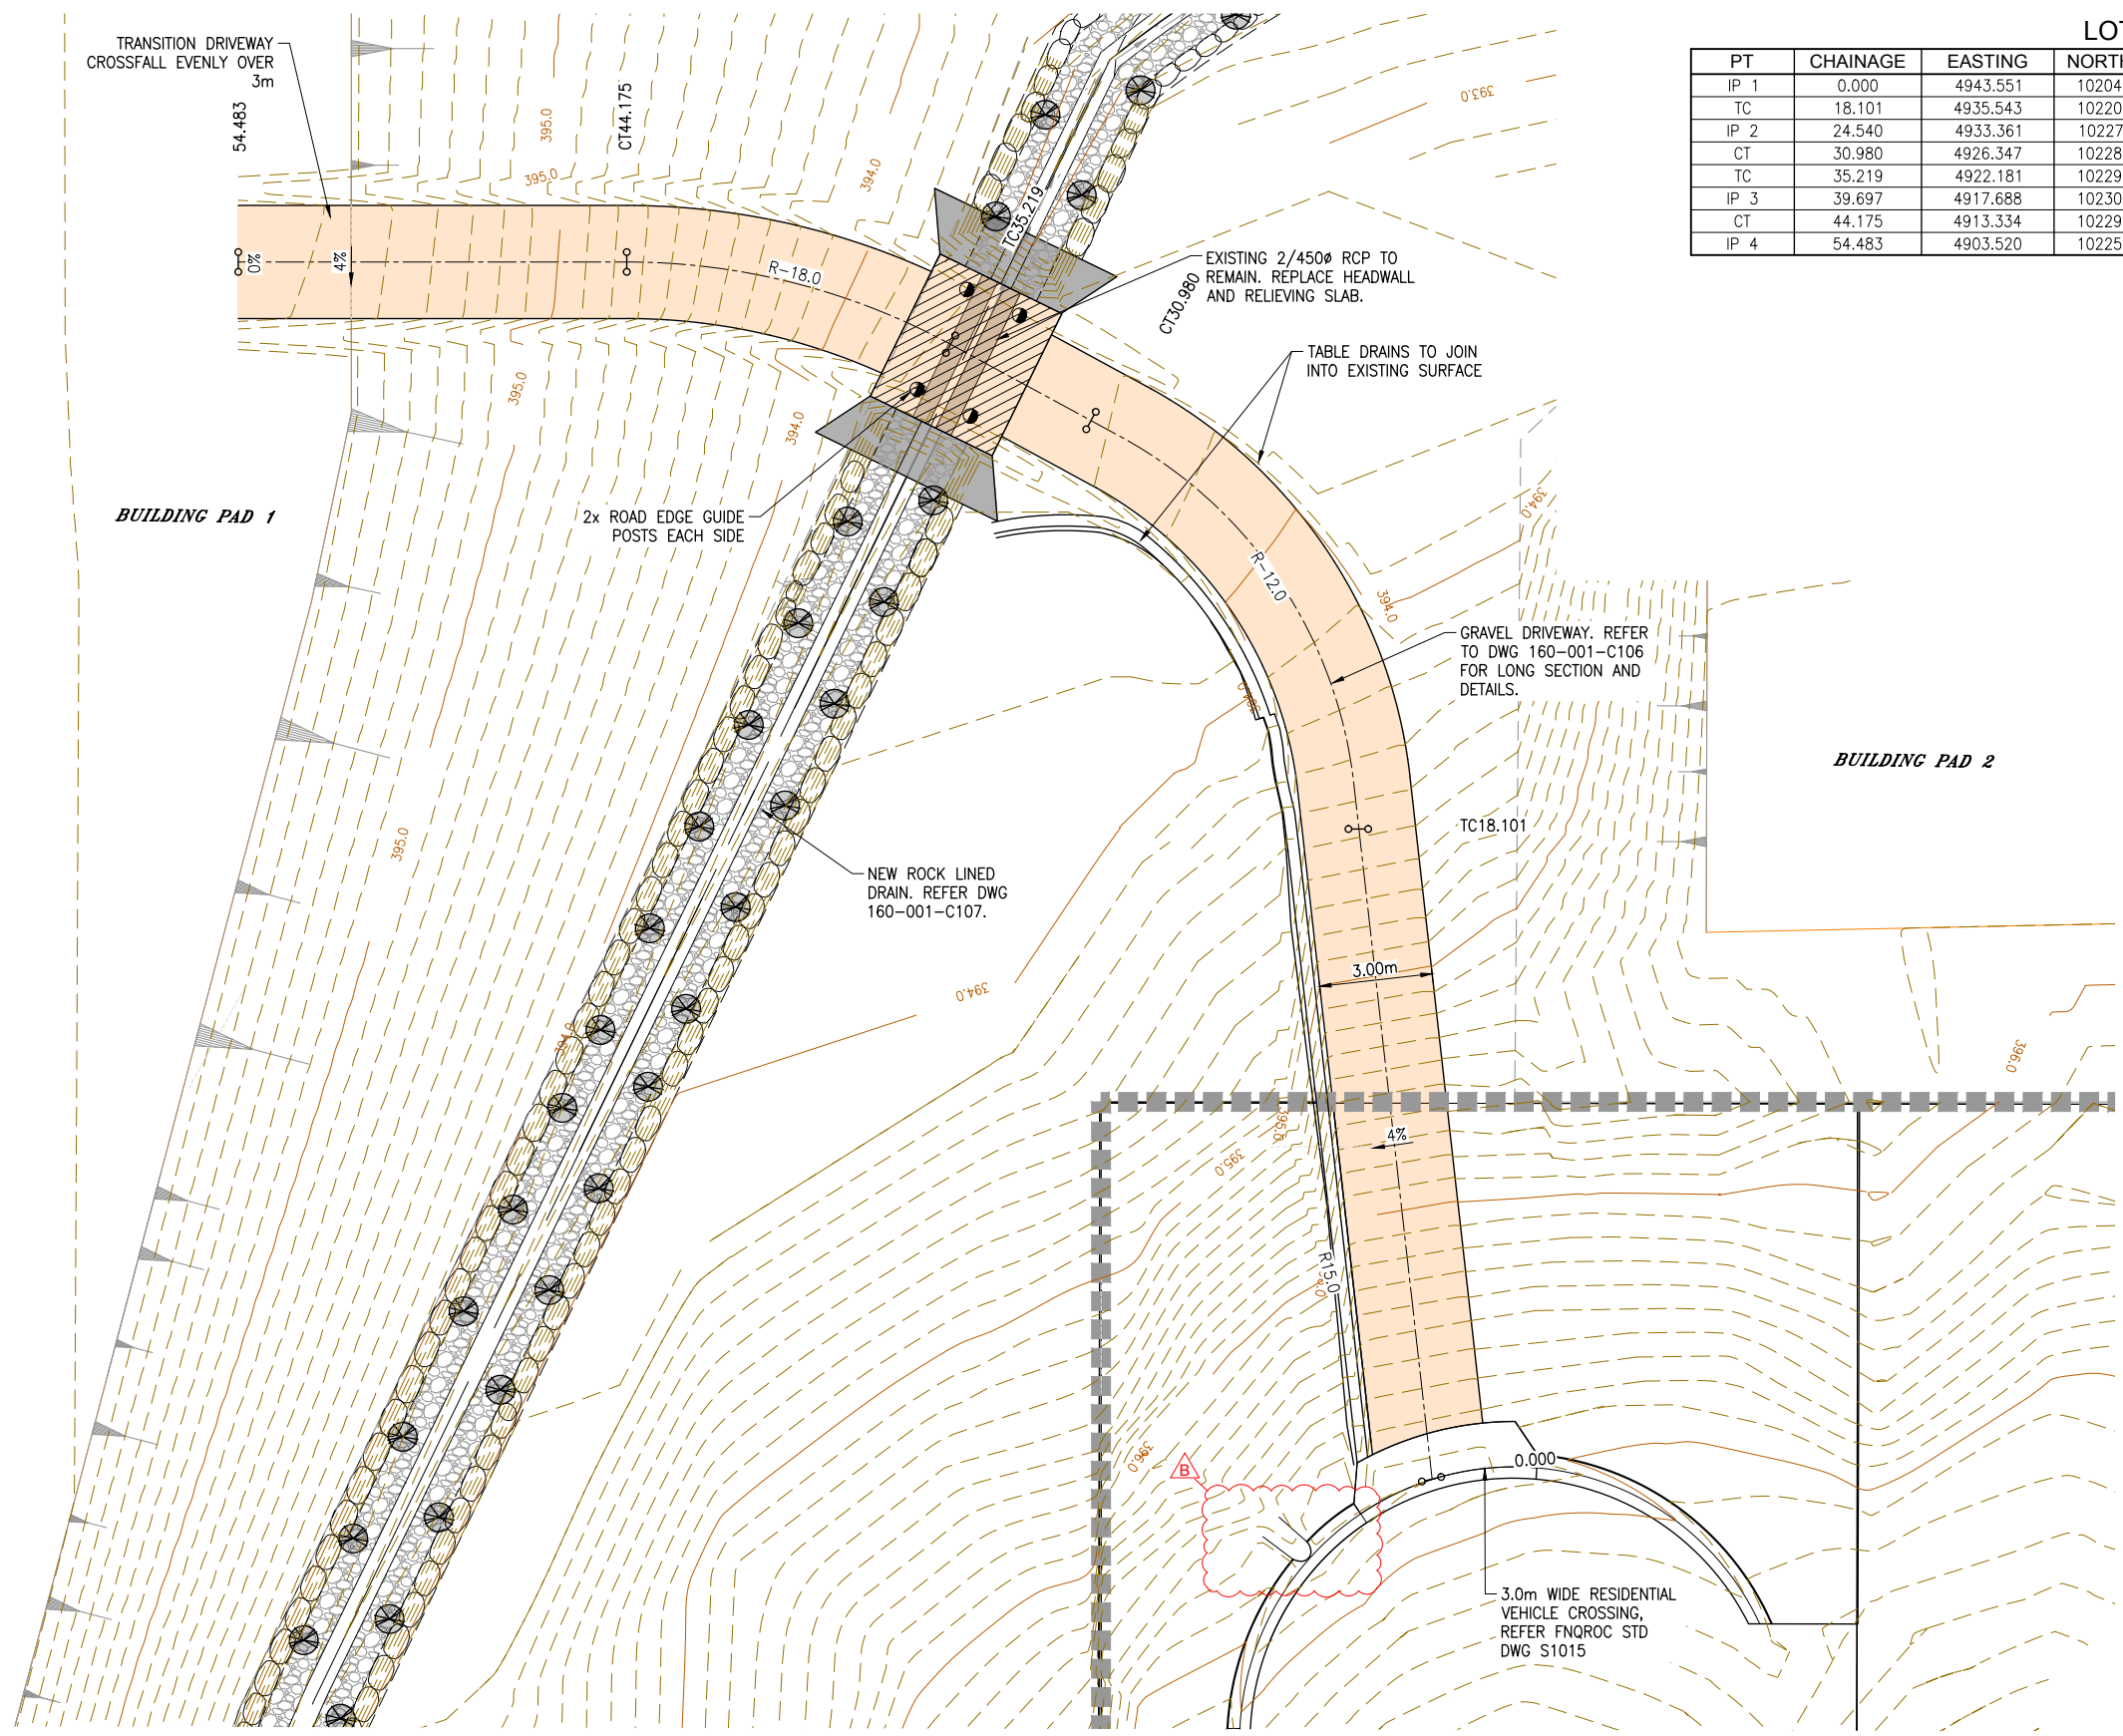 LOT
PT CHAINAGE EASTING NORTH
IP 1 0.000 4943.551 10204
TC 18.101 4935.543 10220
IP 2 24.540 4933.361 10227
CT 30.980 4926.347 10228
TC 35.219 4922.181 10229
IP 3 39.697 4917.688 10230
CT 44.175 4913.334 10229
IP 4 54.483 4903.520 10225
TRANSITION DRIVEWAY
CROSSFALL EVENLY OVER
3m
54.483
395.0
CT44.175
395.0
394.0
393.0
TC35.219
0%
4%
R-18.0
EXISTING 2/450ø RCP TO
REMAIN. REPLACE HEADWALL
AND RELIEVING SLAB.
CT30.980
TABLE DRAINS TO JOIN
INTO EXISTING SURFACE
395.0
394.0
394.0
BUILDING PAD 1
2x ROAD EDGE GUIDE
POSTS EACH SIDE
R-12.0
394.0
GRAVEL DRIVEWAY. REFER
TO DWG 160-001-C106
FOR LONG SECTION AND
DETAILS.
394.0
BUILDING PAD 2
395.0
TC18.101
NEW ROCK LINED
DRAIN. REFER DWG
160-001-C107.
3.00m
394.0
394.0
396.0
395.0
395.0
4%
R15.0
396.0
B
0.000
3.0m WIDE RESIDENTIAL
VEHICLE CROSSING,
REFER FNQROC STD
DWG S1015